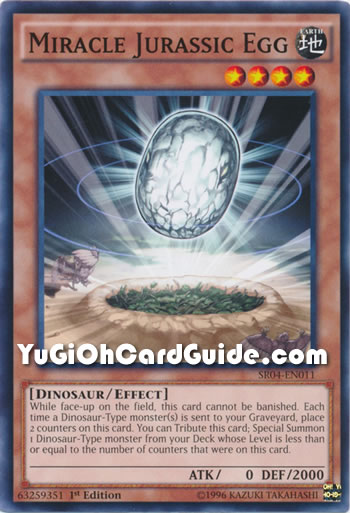 MIRACLE JURASSIC EGG
EARTH
地
YuGiOhCardGuide.com
SR04-EN011
[DINOSAUR/EFFECT]
While face-up on the field, this card cannot be banished. Each
time a Dinosaur-Type monster(s) is sent to your Graveyard, place
2 counters on this card. You can Tribute this card; Special Summon
1 Dinosaur-Type monster from your Deck whose Level is less than
or equal to the number of counters that were on this card.
ATK/ 0 DEF/2000
63259351 1st Edition ©1996 KAZUKI TAKAHASHI